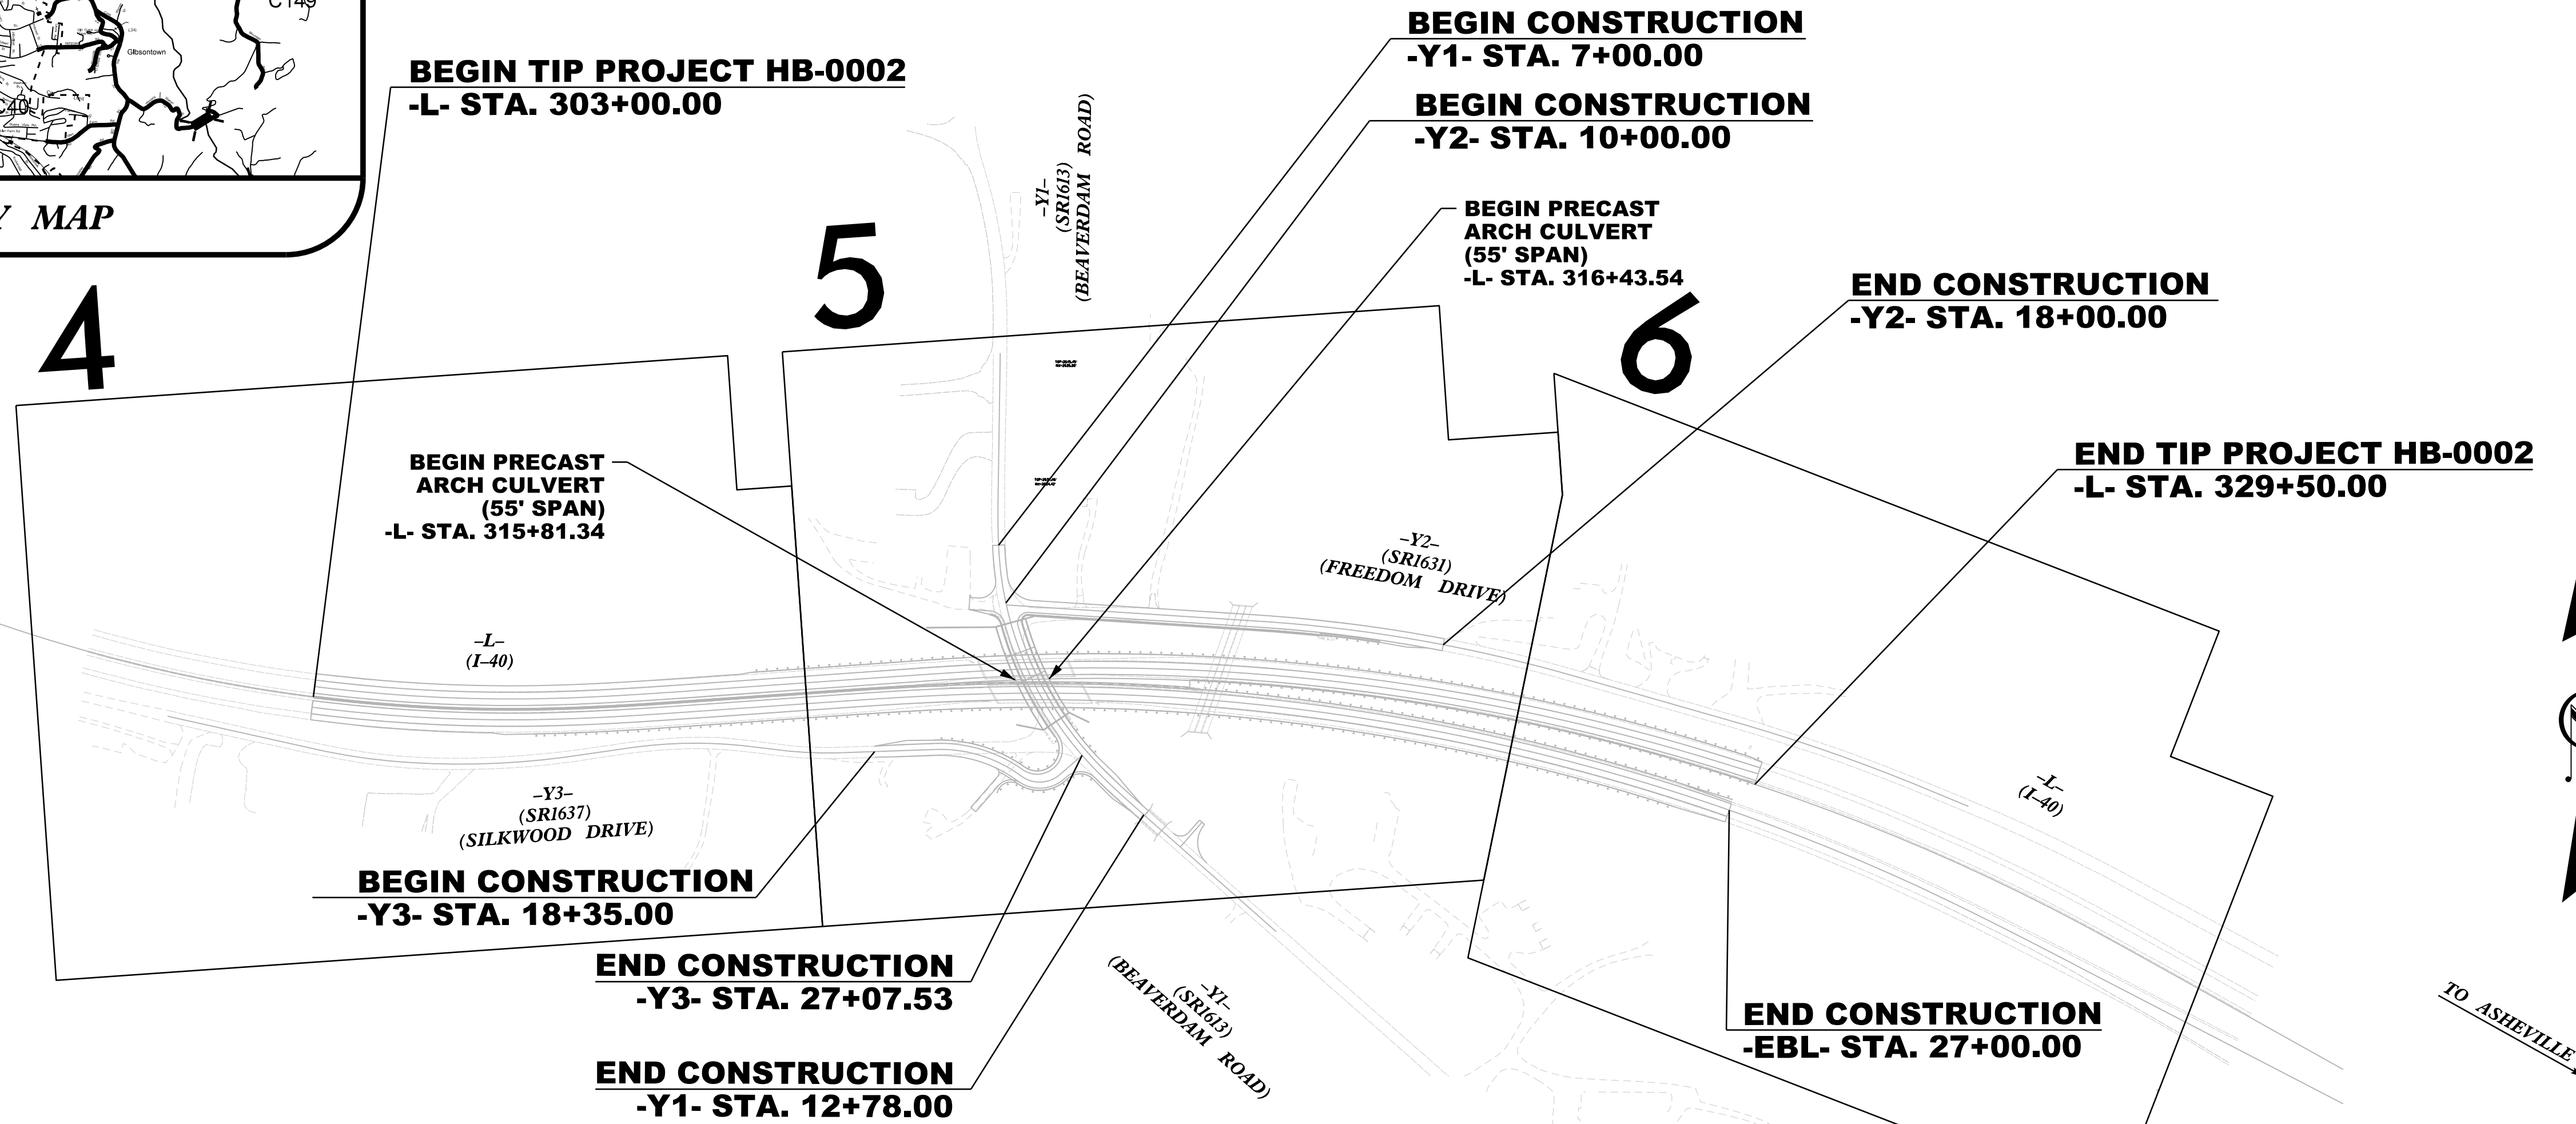 C149
Gibsontown
C40
Y MAP
BEGIN TIP PROJECT HB-0002
-L- STA. 303+00.00
BEGIN CONSTRUCTION
-Y1- STA. 7+00.00
BEGIN CONSTRUCTION
-Y2- STA. 10+00.00
-Y1-
(SR1613)
(BEAVERDAM ROAD)
BEGIN PRECAST
ARCH CULVERT
(55' SPAN)
-L- STA. 316+43.54
END CONSTRUCTION
-Y2- STA. 18+00.00
4
5
6
BEGIN PRECAST
ARCH CULVERT
(55' SPAN)
-L- STA. 315+81.34
END TIP PROJECT HB-0002
-L- STA. 329+50.00
-Y2-
(SR1631)
(FREEDOM DRIVE)
-L-
(I-40)
-L-
(I-40)
-Y3-
(SR1637)
(SILKWOOD DRIVE)
BEGIN CONSTRUCTION
-Y3- STA. 18+35.00
END CONSTRUCTION
-Y3- STA. 27+07.53
END CONSTRUCTION
-Y1- STA. 12+78.00
-Y1-
(SR1613)
(BEAVERDAM ROAD)
END CONSTRUCTION
-EBL- STA. 27+00.00
TO ASHEVILLE